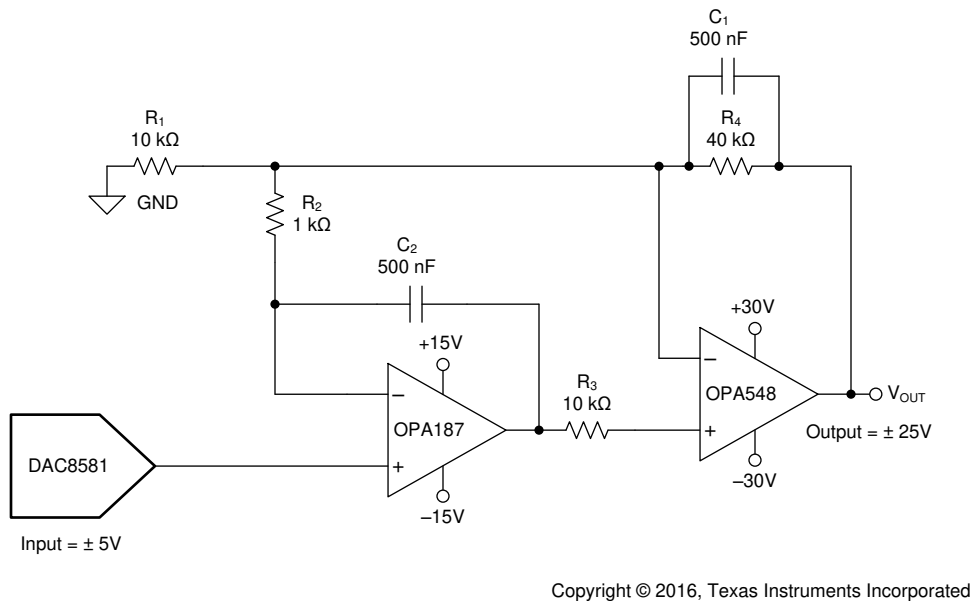 C₁
500 nF
R₁
10 kΩ
R₄
40 kΩ
GND
R₂
1 kΩ
C₂
500 nF
+15V
+30V
R₃
10 kΩ
−
OPA187
+
−
OPA548
+
V_OUT
Output = ± 25V
DAC8581
–15V
–30V
Input = ± 5V
Copyright © 2016, Texas Instruments Incorporated